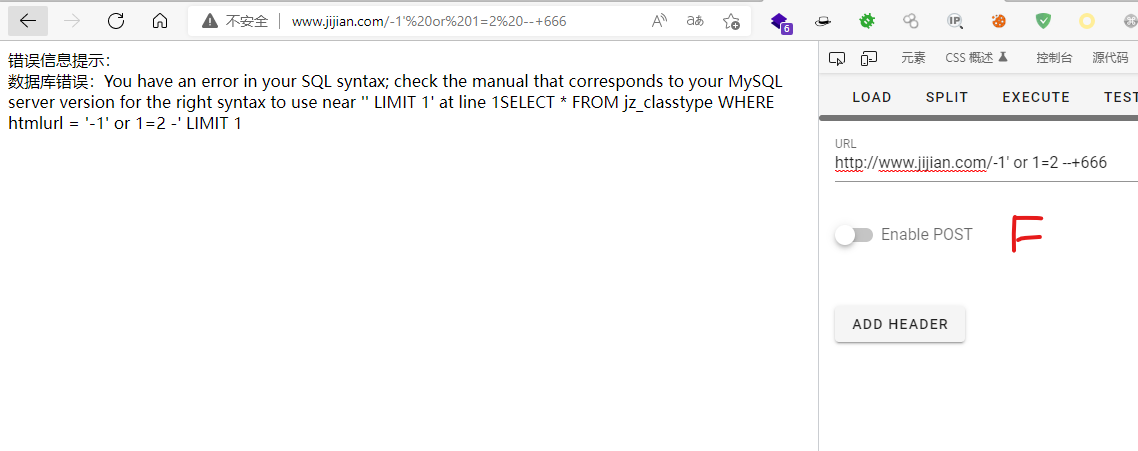 不安全 www.jijian.com/-1'%20or%201=2%20--+666
aあ
6
IP
错误信息提示：
数据库错误：You have an error in your SQL syntax; check the manual that corresponds to your MySQL
server version for the right syntax to use near '' LIMIT 1' at line 1SELECT * FROM jz_classtype WHERE
htmlurl = '-1' or 1=2 -' LIMIT 1
元素 CSS 概述 控制台 源代码
LOAD SPLIT EXECUTE TEST
URL
http://www.jijian.com/-1' or 1=2 --+666
Enable POST
F
ADD HEADER